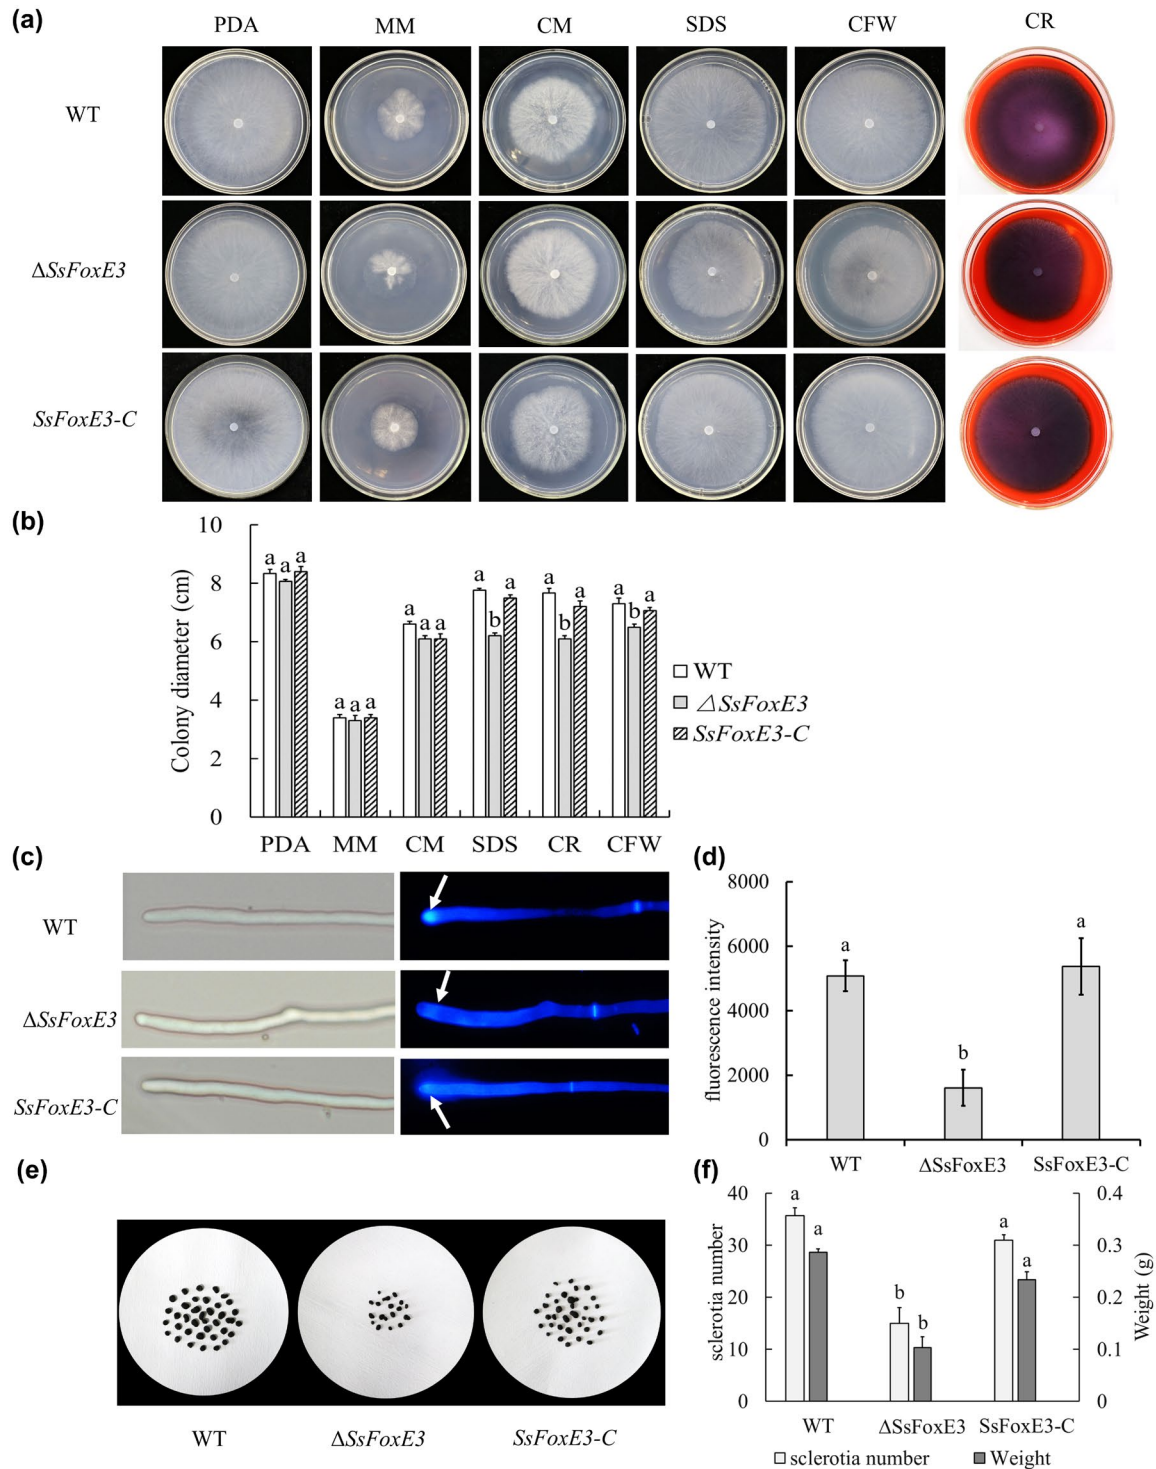 (a)
PDA MM CM SDS CFW CR
WT
ΔSsFoxE3
SsFoxE3-C
(b)
10
8
6
4
2
0
Colony diameter (cm)
a a a
a a a
a a a
a b a
a b a
a b a
PDA MM CM SDS CR CFW
WT
△SsFoxE3
SsFoxE3-C
(c)
WT
ΔSsFoxE3
SsFoxE3-C
(d)
8000
6000
4000
2000
0
fluorescence intensity
a b a
WT ΔSsFoxE3 SsFoxE3-C
(e)
WT ΔSsFoxE3 SsFoxE3-C
(f)
40
30
20
10
0
sclerotia number
a a
b b
a a
0.4
0.3
0.2
0.1
0
Weight (g)
WT ΔSsFoxE3 SsFoxE3-C
sclerotia number Weight